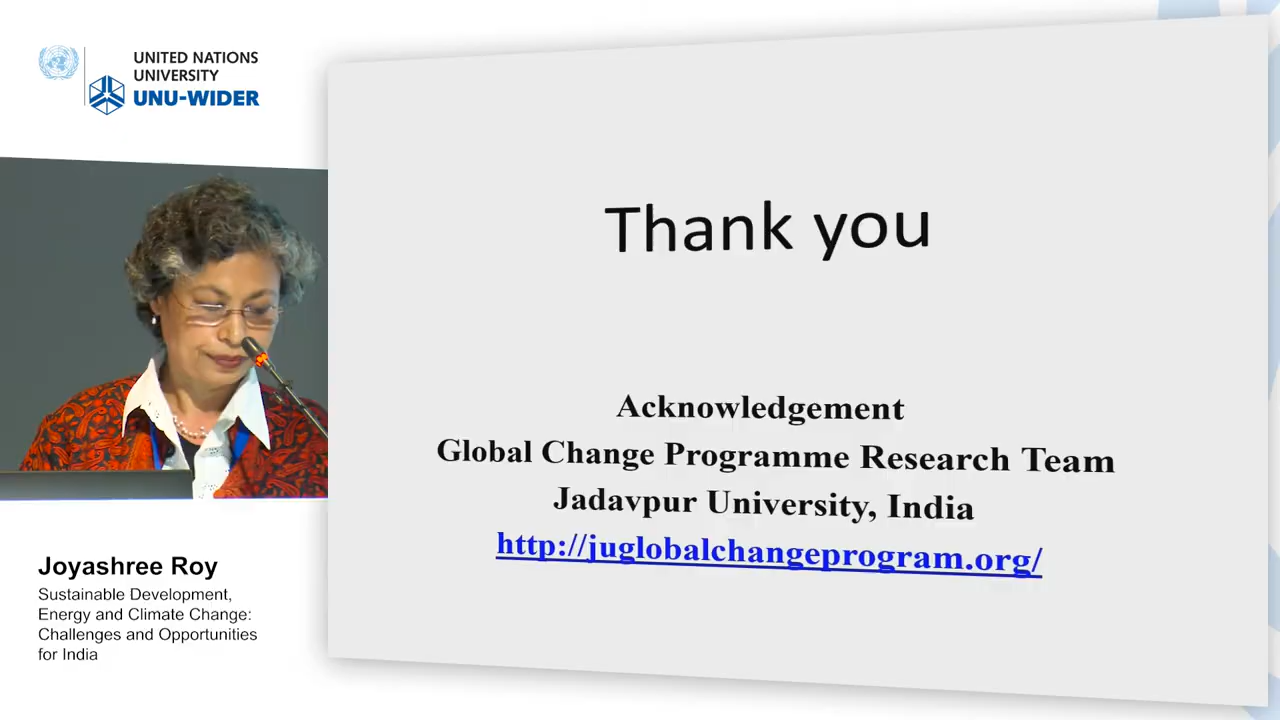 UNITED NATIONS
UNIVERSITY
UNU-WIDER
Thank you
Acknowledgement
Global Change Programme Research Team
Jadavpur University, India
http://juglobalchangeprogram.org/
Joyashree Roy
Sustainable Development,
Energy and Climate Change:
Challenges and Opportunities
for India